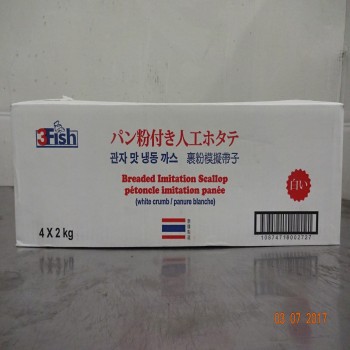 3Fish
パン粉付き人工ホタテ
관자 맛 냉동 까스 裹粉模擬帶子
Breaded Imitation Scallop
pétoncle imitation panée
(white crumb / panure blanche)
白い
4 X 2 kg
03 07 2017